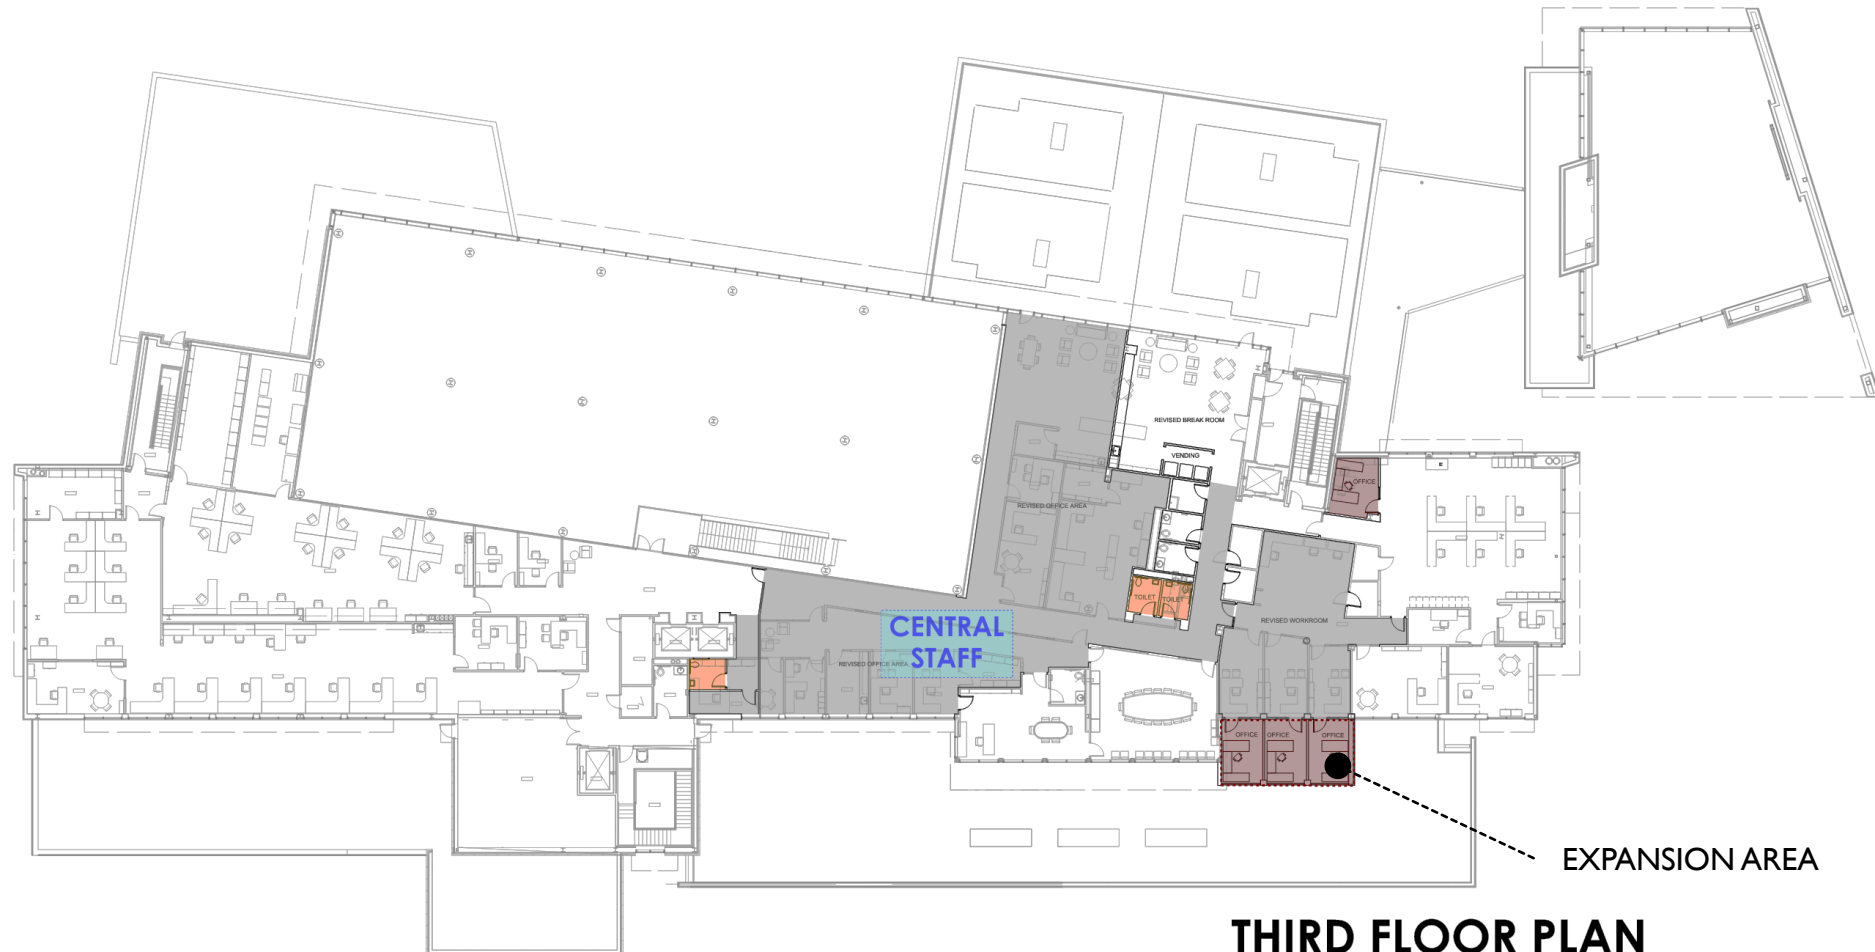 REVISED BREAK ROOM
VENDING
OFFICE
REVISED OFFICE AREA
TOILET
TOILET
CENTRAL
STAFF
REVISED OFFICE AREA
REVISED WORKROOM
OFFICE
OFFICE
OFFICE
EXPANSION AREA
THIRD FLOOR PLAN